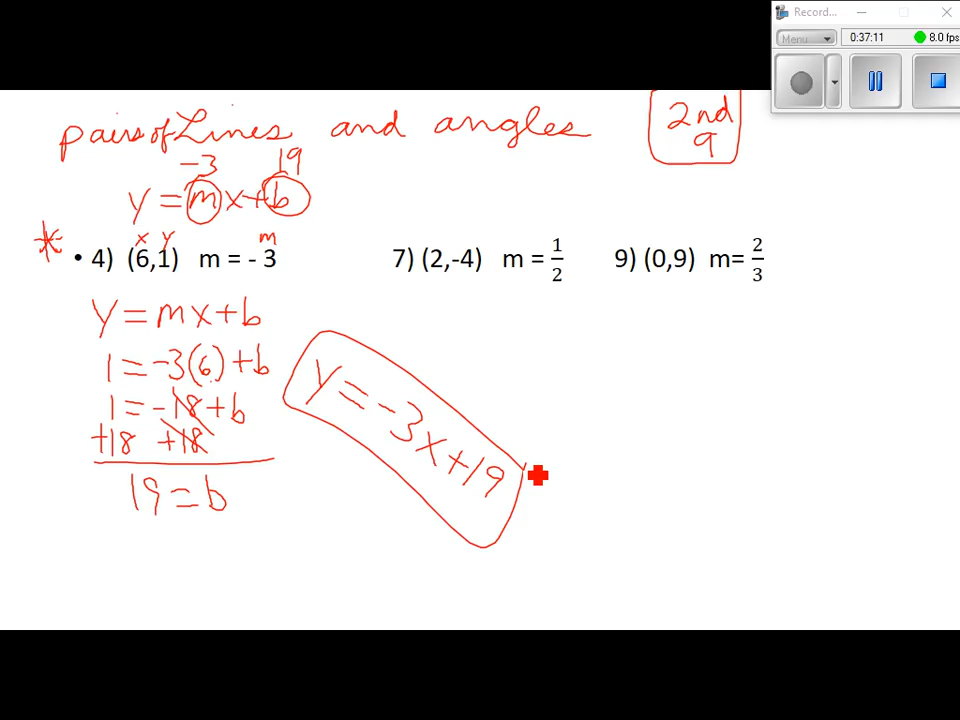 Record...
Menu 0:37:11 8.0 fps
pairs of Lines and angles
2nd
9
-3 19
y = mx+b
x y m
* • 4) (6,1) m = - 3 7) (2,-4) m = 1/2 9) (0,9) m= 2/3
y = mx+b
1 = -3(6) + b
1 = -18 + b
+18 +18
19 = b
y = -3x+19